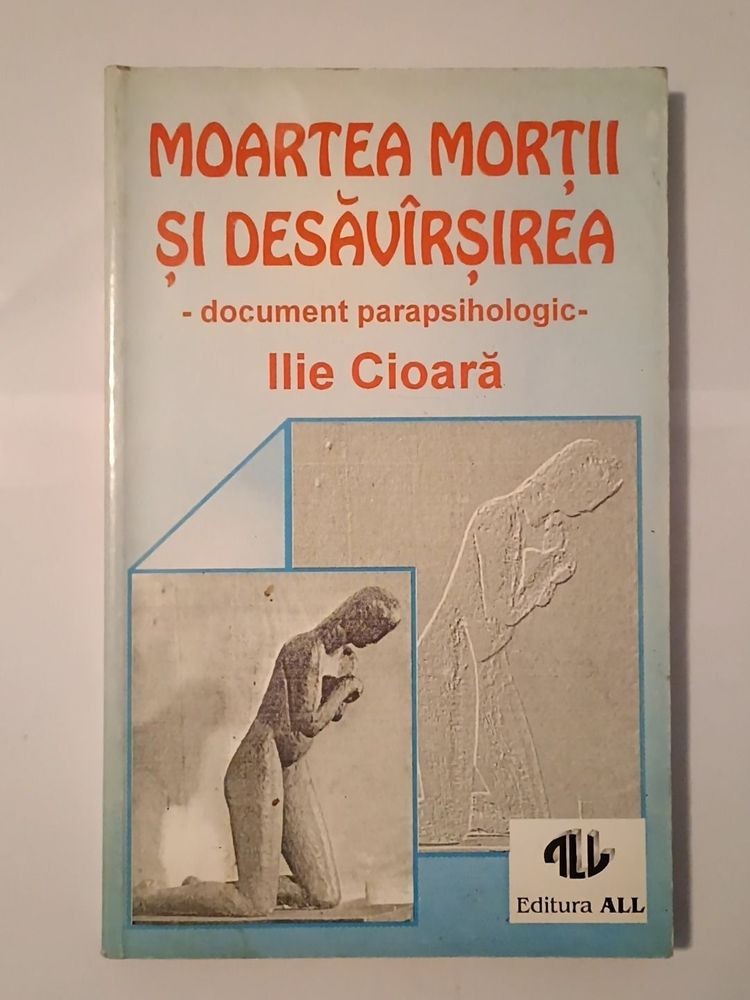 MOARTEA MORȚII
ȘI DESĂVÎRȘIREA
- document parapsihologic-
Ilie Cioară
ALL
Editura ALL